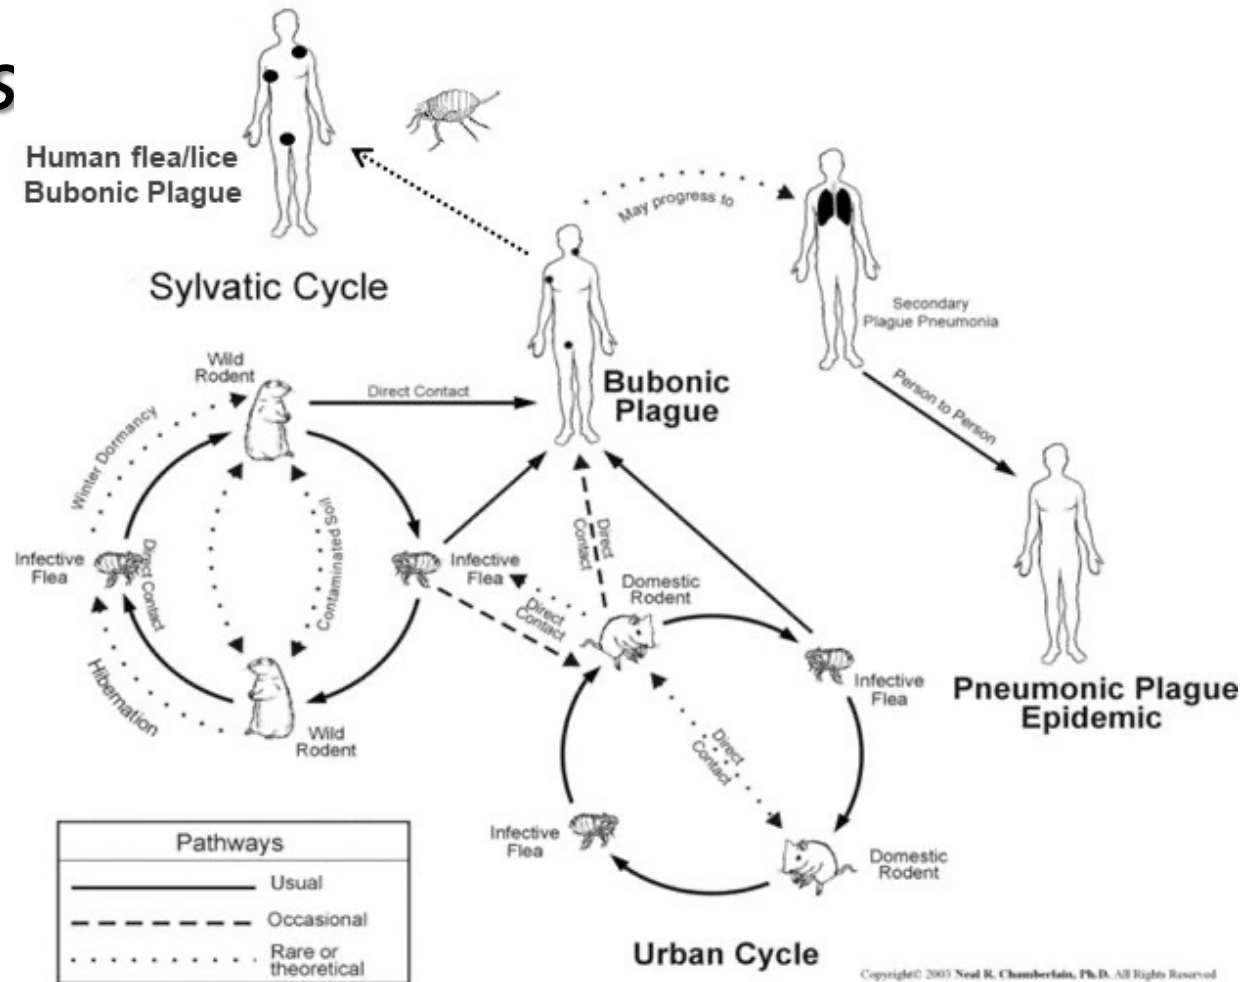 s
Human flea/lice
Bubonic Plague
Sylvatic Cycle
May progress to
Secondary
Plague Pneumonia
Wild
Rodent
Direct Contact
Bubonic
Plague
Person to Person
Winter Dormancy
Contaminated Soil
Infective
Flea
Direct Contact
Infective
Flea
Direct
Contact
Domestic
Rodent
Direct
Contact
Hibernation
Wild
Rodent
Infective
Flea
Pneumonic Plague
Epidemic
Direct
Contact
Infective
Flea
Domestic
Rodent
Pathways
Usual
Occasional
Rare or
theoretical
Urban Cycle
Copyright© 2003 Neal R. Chamberlain, Ph.D. All Rights Reserved